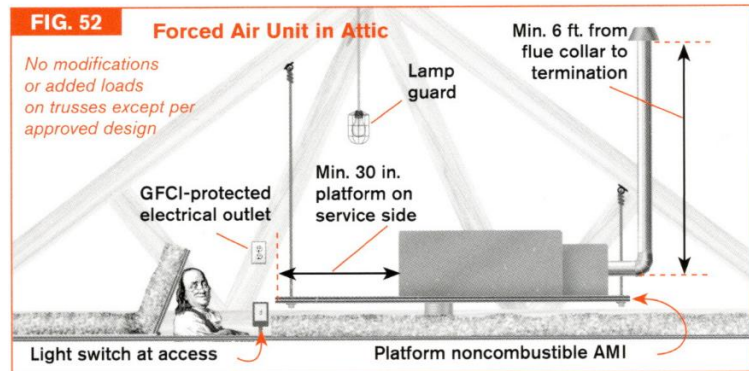 FIG. 52
Forced Air Unit in Attic
No modifications
or added loads
on trusses except per
approved design
Lamp
guard
Min. 6 ft. from
flue collar to
termination
GFCI-protected
electrical outlet
Min. 30 in.
platform on
service side
Light switch at access
Platform noncombustible AMI